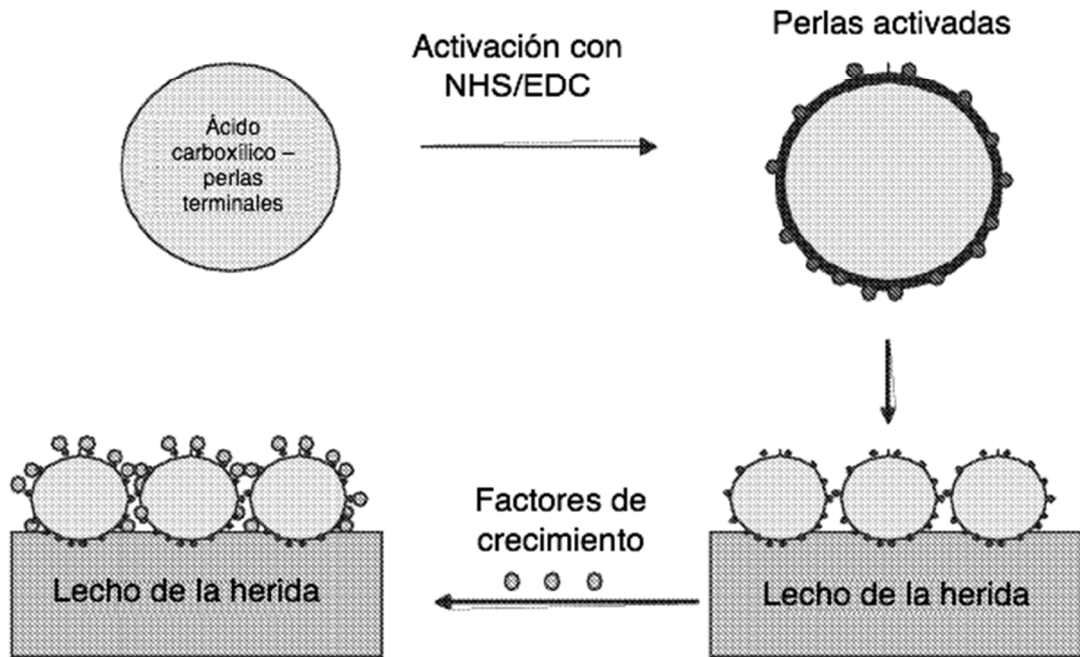 Activación con
NHS/EDC
Perlas activadas
Ácido
carboxílico –
perlas
terminales
Factores de
crecimiento
Lecho de la herida
Lecho de la herida